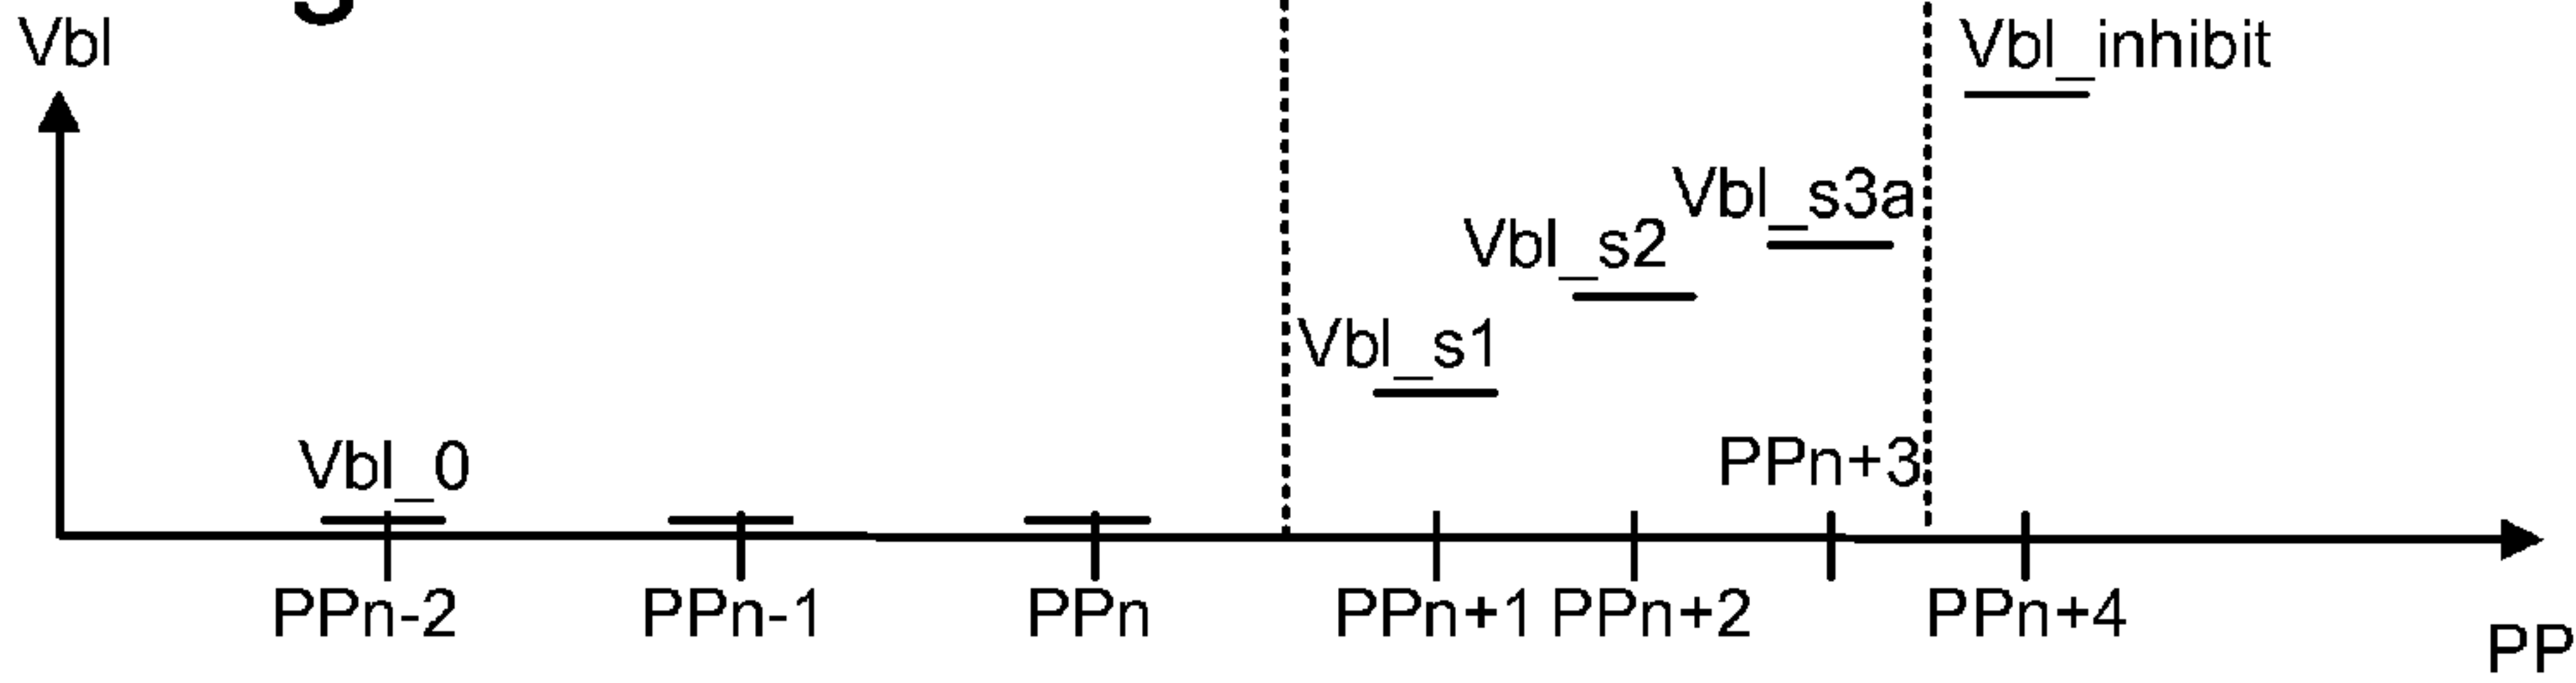 Vbl
Vbl_inhibit
Vbl_s3a
Vbl_s2
Vbl_s1
Vbl_0
PPn+3
PPn-2 PPn-1 PPn PPn+1 PPn+2 PPn+4
PP